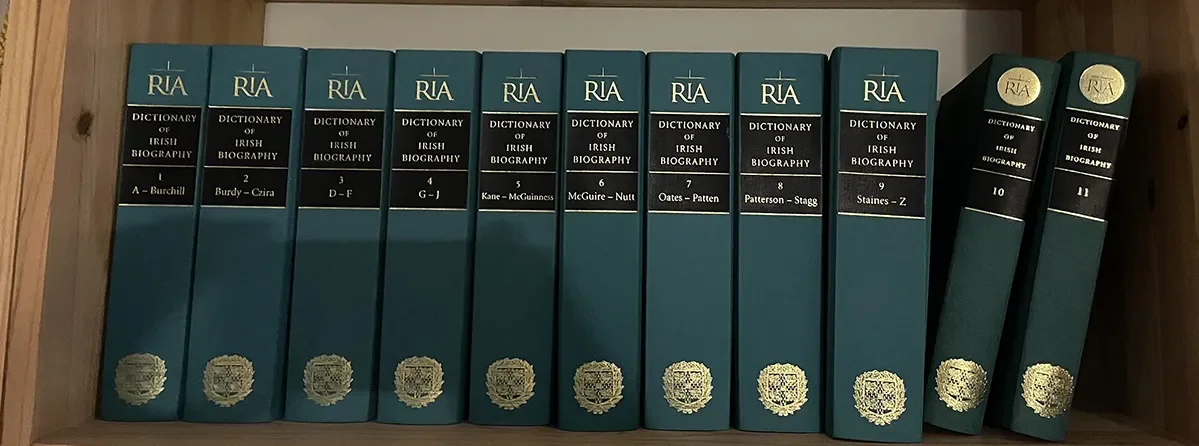 RIA
DICTIONARY
OF
IRISH
BIOGRAPHY
1
A – Burchill
RIA
DICTIONARY
OF
IRISH
BIOGRAPHY
2
Burdy – Czira
RIA
DICTIONARY
OF
IRISH
BIOGRAPHY
3
D – F
RIA
DICTIONARY
OF
IRISH
BIOGRAPHY
4
G – J
RIA
DICTIONARY
OF
IRISH
BIOGRAPHY
5
Kane – McGuinness
RIA
DICTIONARY
OF
IRISH
BIOGRAPHY
6
McGuire – Nutt
RIA
DICTIONARY
OF
IRISH
BIOGRAPHY
7
Oates – Patten
RIA
DICTIONARY
OF
IRISH
BIOGRAPHY
8
Patterson – Stagg
RIA
DICTIONARY
OF
IRISH
BIOGRAPHY
9
Staines – Z
RIA
DICTIONARY
OF
IRISH
BIOGRAPHY
10
RIA
DICTIONARY
OF
IRISH
BIOGRAPHY
11